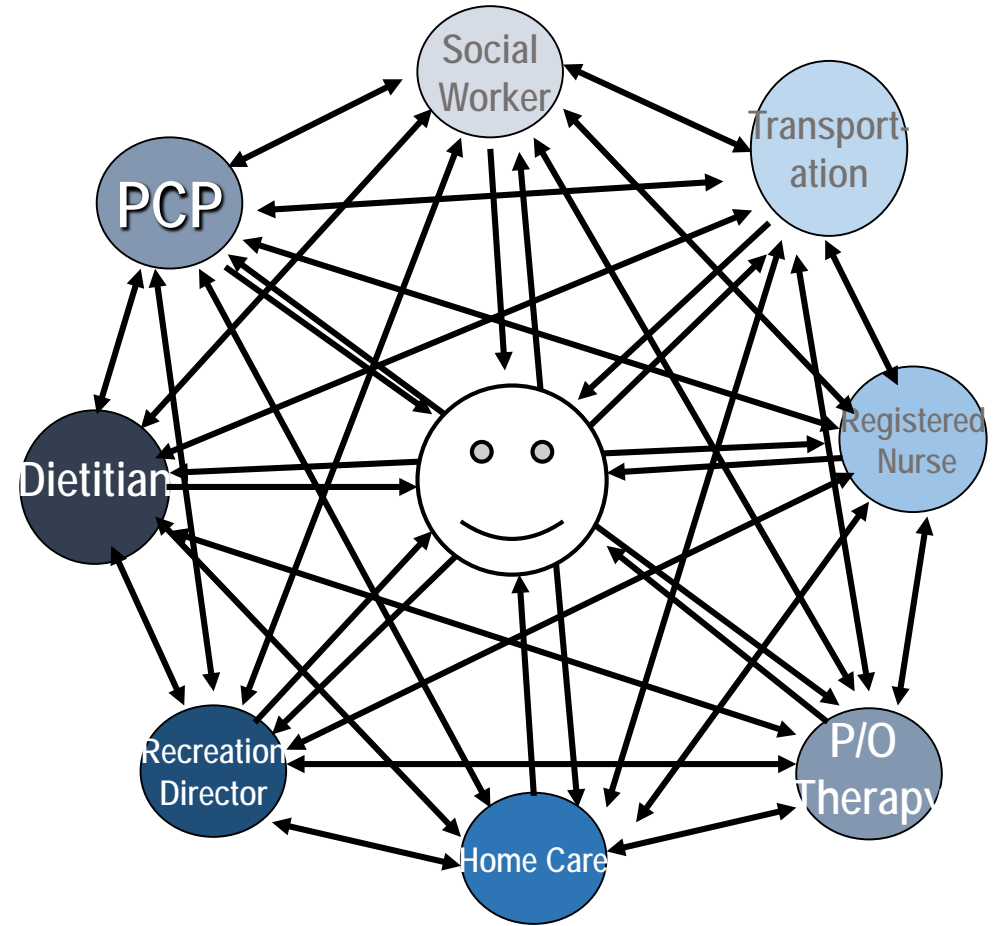 Social
Worker
Transport-
ation
PCP
Registered
Nurse
Dietitian
P/O
Therapy
Recreation
Director
Home Care